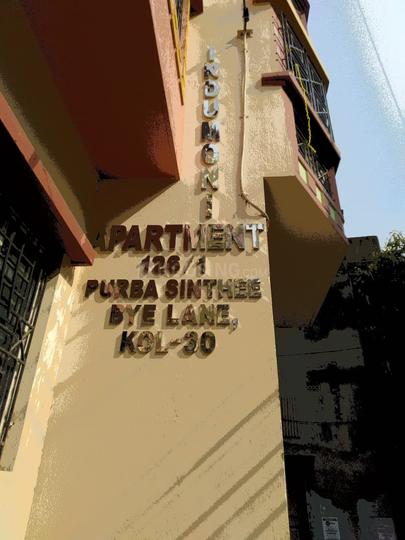 INDUMONI
APARTMENT
126/1
PURBA SINTHEE
BYE LANE,
KOL-30